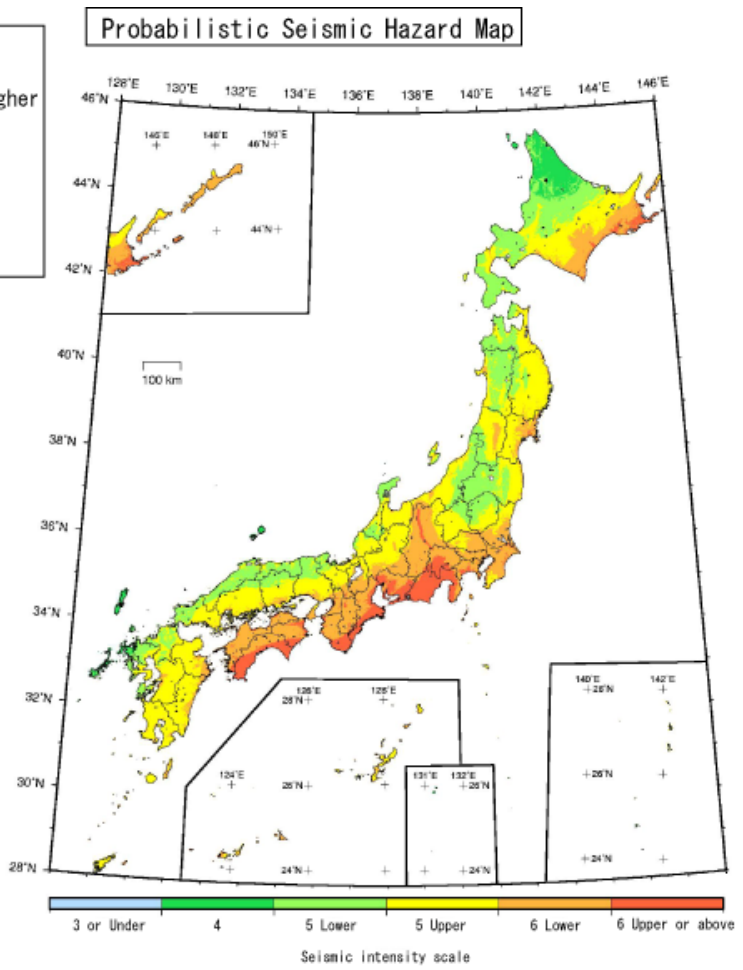 Probabilistic Seismic Hazard Map
gher
128°E 130°E 132°E 134°E 136°E 138°E 140°E 142°E 144°E 146°E
46°N
146°E 148°E 150°E
46°N
44°N
44°N
42°N
40°N
100 km
38°N
36°N
34°N
32°N
126°E 128°E
28°N
140°E 142°E
28°N
30°N
124°E
26°N
131°E 132°E
26°N
26°N
28°N
24°N
24°N
24°N
3 or Under 4 5 Lower 5 Upper 6 Lower 6 Upper or above
Seismic intensity scale